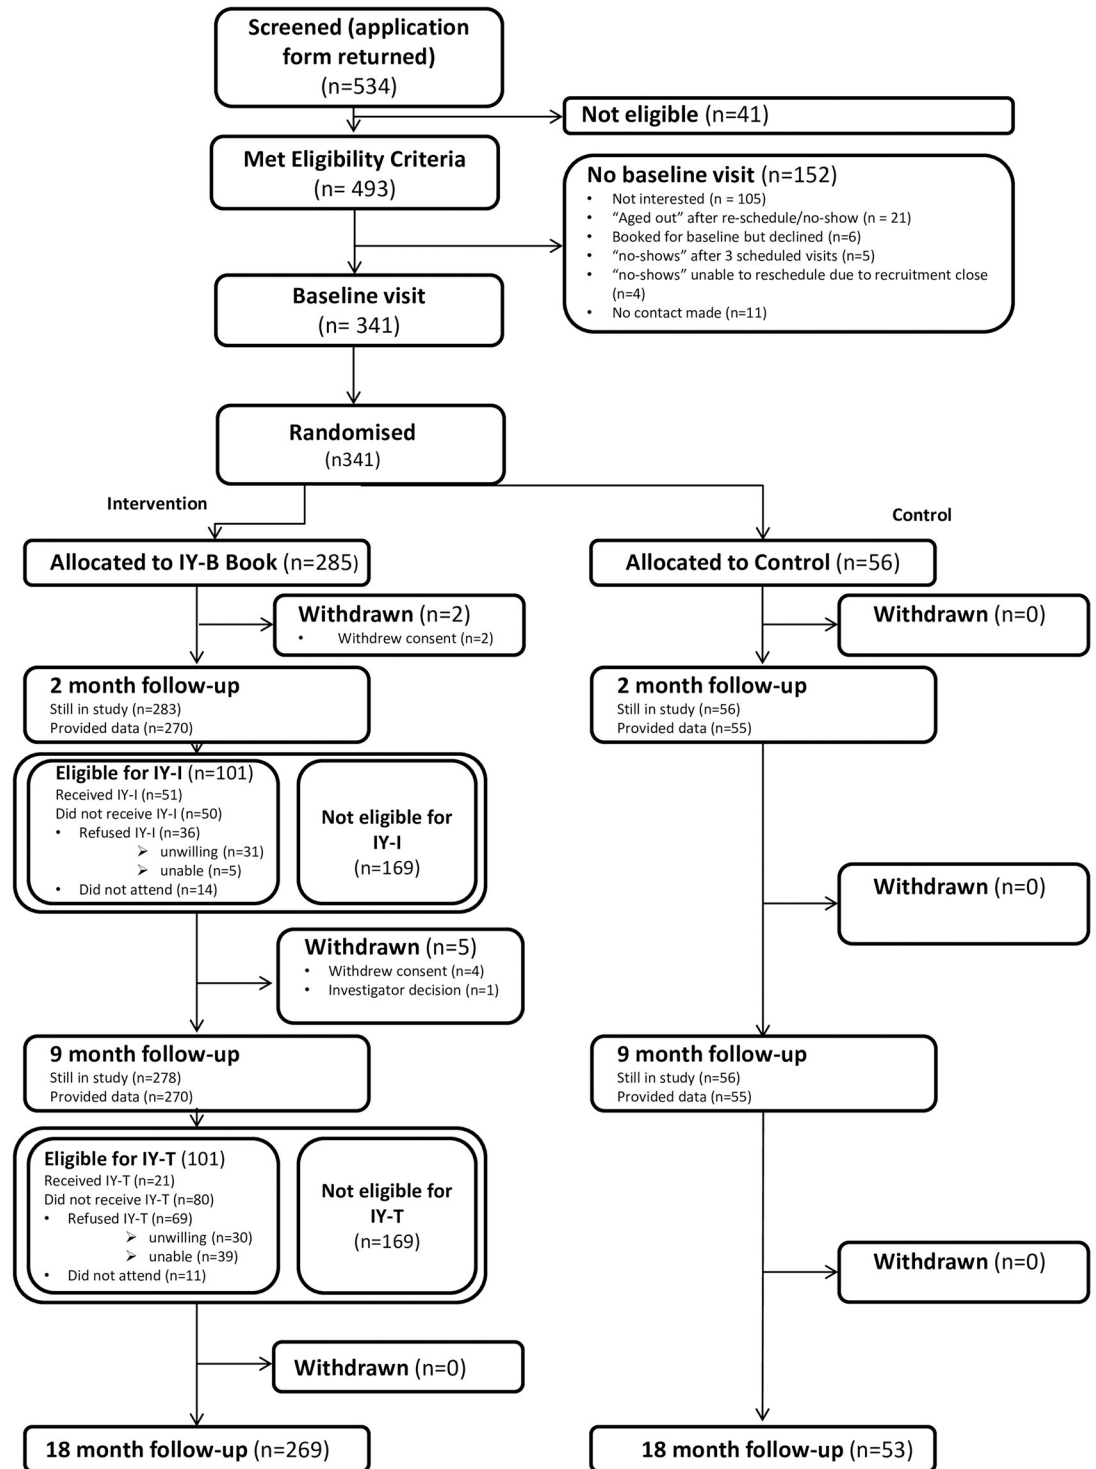 Screened (application
form returned)
(n=534)
Not eligible (n=41)
Met Eligibility Criteria
(n= 493)
No baseline visit (n=152)
• Not interested (n = 105)
• “Aged out” after re-schedule/no-show (n = 21)
• Booked for baseline but declined (n=6)
• “no-shows” after 3 scheduled visits (n=5)
• “no-shows” unable to reschedule due to recruitment close
(n=4)
• No contact made (n=11)
Baseline visit
(n= 341)
Randomised
(n341)
Intervention
Control
Allocated to IY-B Book (n=285)
Allocated to Control (n=56)
Withdrawn (n=2)
• Withdrew consent (n=2)
Withdrawn (n=0)
2 month follow-up
Still in study (n=283)
Provided data (n=270)
2 month follow-up
Still in study (n=56)
Provided data (n=55)
Eligible for IY-I (n=101)
Received IY-I (n=51)
Did not receive IY-I (n=50)
• Refused IY-I (n=36)
➢ unwilling (n=31)
➢ unable (n=5)
• Did not attend (n=14)
Not eligible for
IY-I
(n=169)
Withdrawn (n=0)
Withdrawn (n=5)
• Withdrew consent (n=4)
• Investigator decision (n=1)
9 month follow-up
Still in study (n=278)
Provided data (n=270)
9 month follow-up
Still in study (n=56)
Provided data (n=55)
Eligible for IY-T (101)
Received IY-T (n=21)
Did not receive IY-T (n=80)
• Refused IY-T (n=69)
➢ unwilling (n=30)
➢ unable (n=39)
• Did not attend (n=11)
Not eligible for
IY-T
(n=169)
Withdrawn (n=0)
Withdrawn (n=0)
18 month follow-up (n=269)
18 month follow-up (n=53)